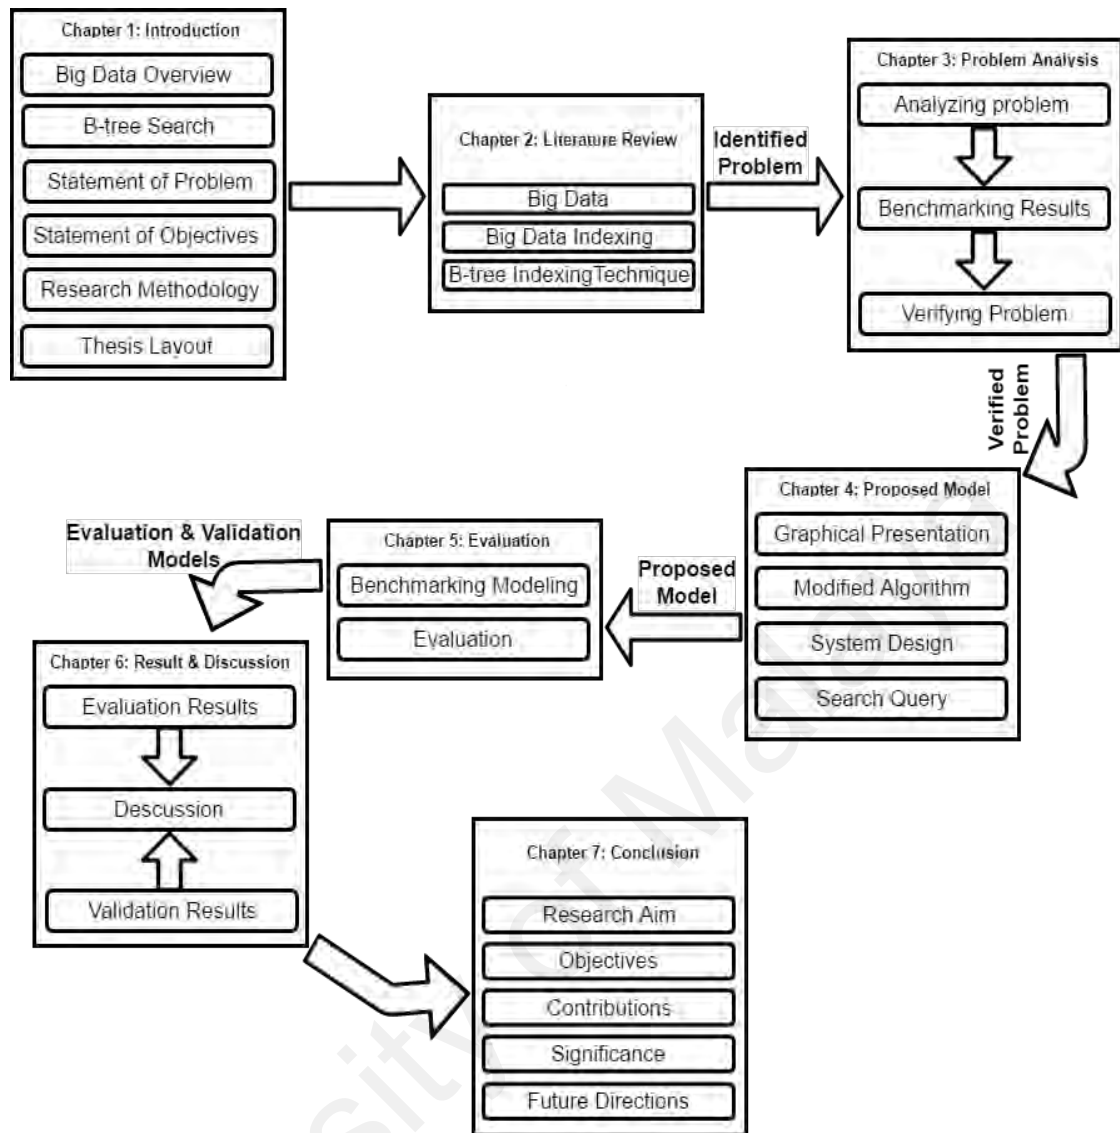 Chapter 1: Introduction
Big Data Overview
B-tree Search
Statement of Problem
Statement of Objectives
Research Methodology
Thesis Layout
Chapter 2: Literature Review
Big Data
Big Data Indexing
B-tree IndexingTechnique
Identified
Problem
Chapter 3: Problem Analysis
Analyzing problem
Benchmarking Results
Verifying Problem
Verified
Problem
Chapter 4: Proposed Model
Graphical Presentation
Modified Algorithm
System Design
Search Query
Proposed
Model
Chapter 5: Evaluation
Benchmarking Modeling
Evaluation
Evaluation & Validation
Models
Chapter 6: Result & Discussion
Evaluation Results
Descussion
Validation Results
Chapter 7: Conclusion
Research Aim
Objectives
Contributions
Significance
Future Directions
sity of Malaya